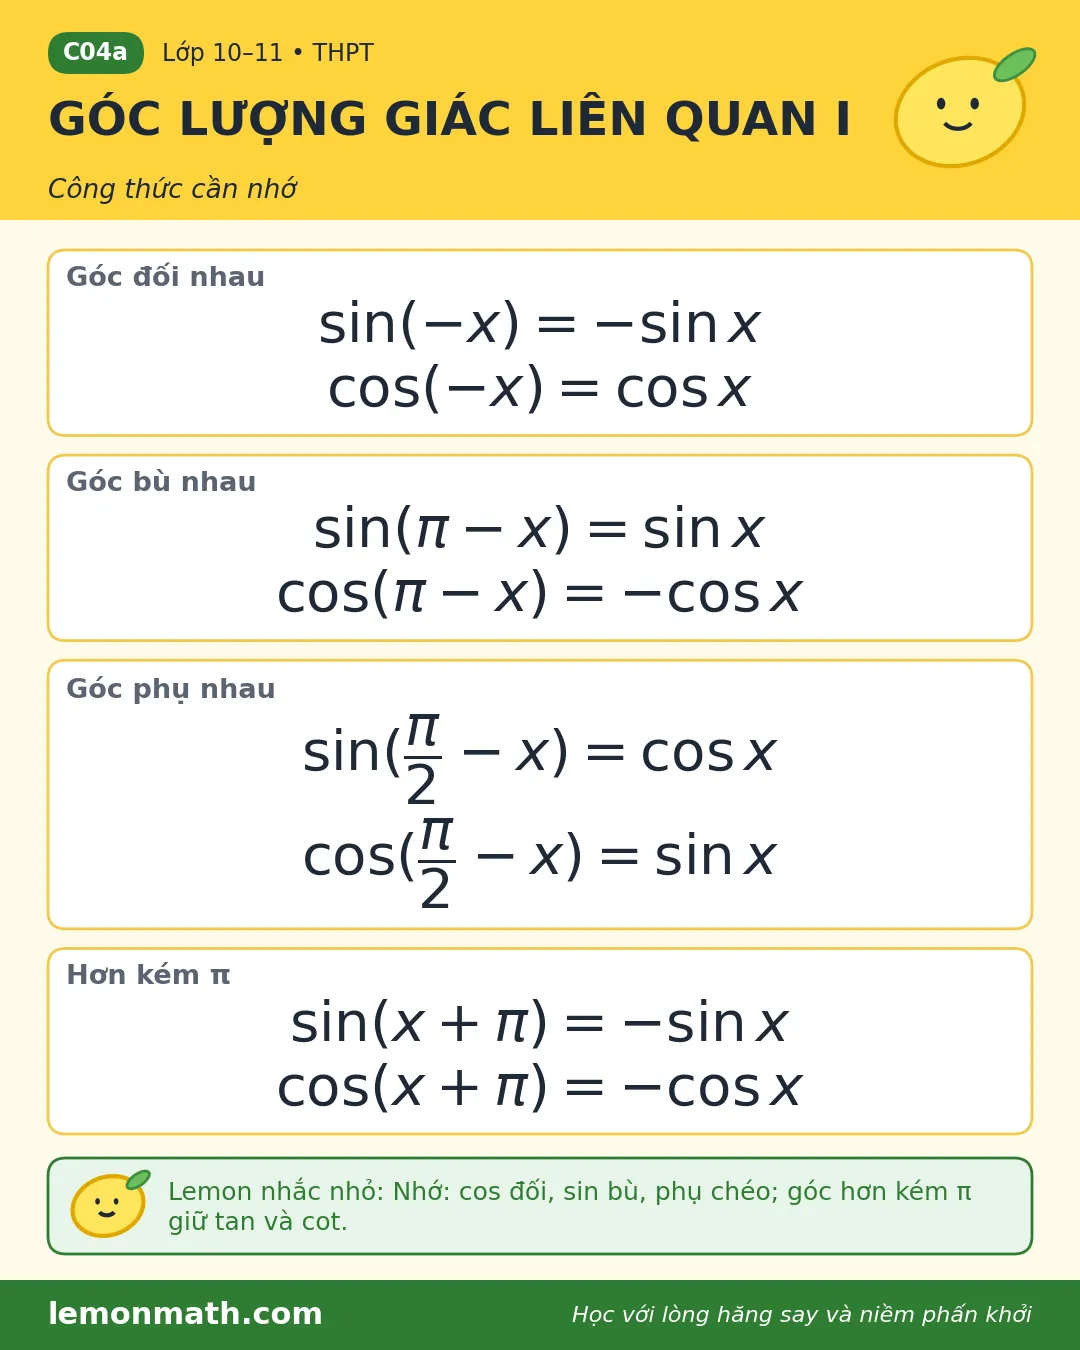 C04a
Lớp 10–11 • THPT
GÓC LƯỢNG GIÁC LIÊN QUAN I
Công thức cần nhớ
Góc đối nhau
sin(−x) = −sin x
cos(−x) = cos x
Góc bù nhau
sin(π − x) = sin x
cos(π − x) = −cos x
Góc phụ nhau
sin(π/2 − x) = cos x
cos(π/2 − x) = sin x
Hơn kém π
sin(x + π) = −sin x
cos(x + π) = −cos x
Lemon nhắc nhỏ: Nhớ: cos đối, sin bù, phụ chéo; góc hơn kém π
giữ tan và cot.
lemonmath.com
Học với lòng hăng say và niềm phấn khởi